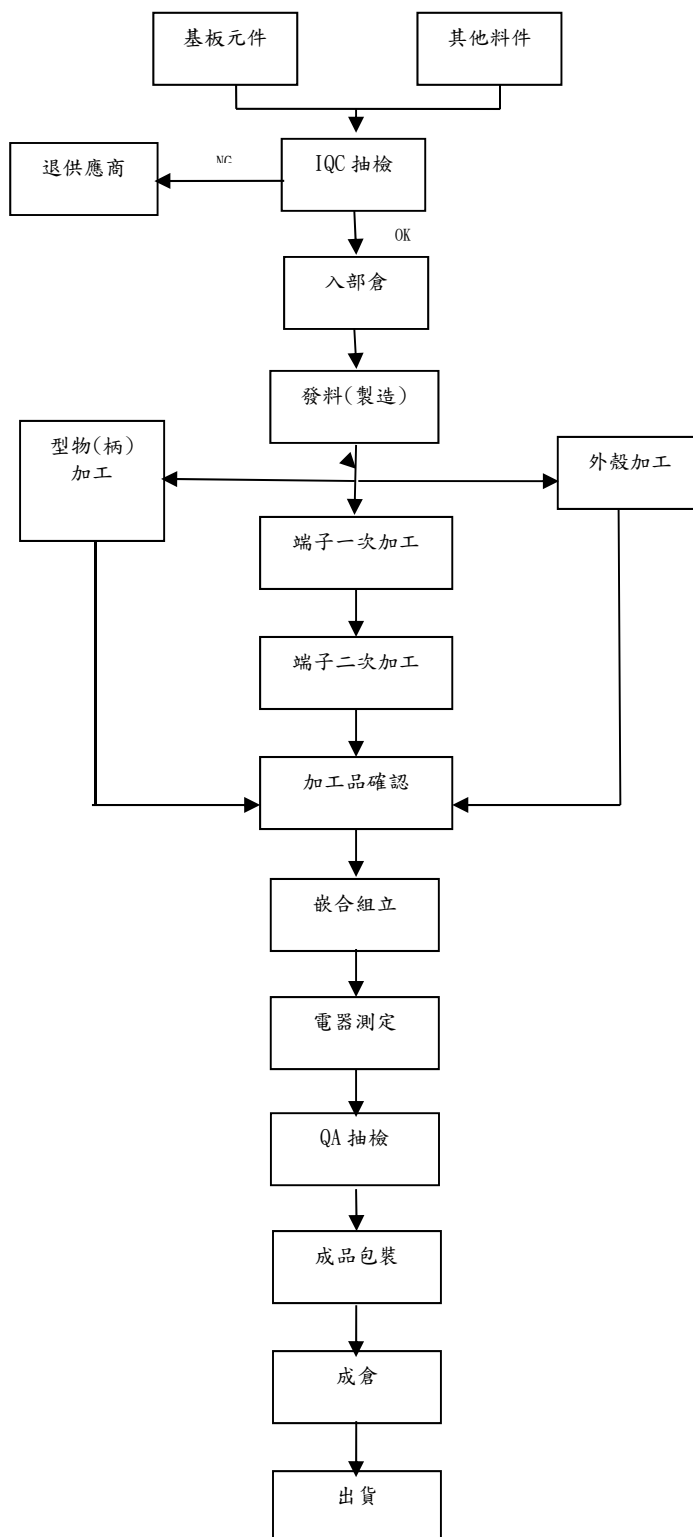 基板元件
其他料件
退供應商
NG
IQC 抽檢
OK
入部倉
發料(製造)
型物(柄)
加工
外殼加工
端子一次加工
端子二次加工
加工品確認
嵌合組立
電器測定
QA 抽檢
成品包裝
成倉
出貨